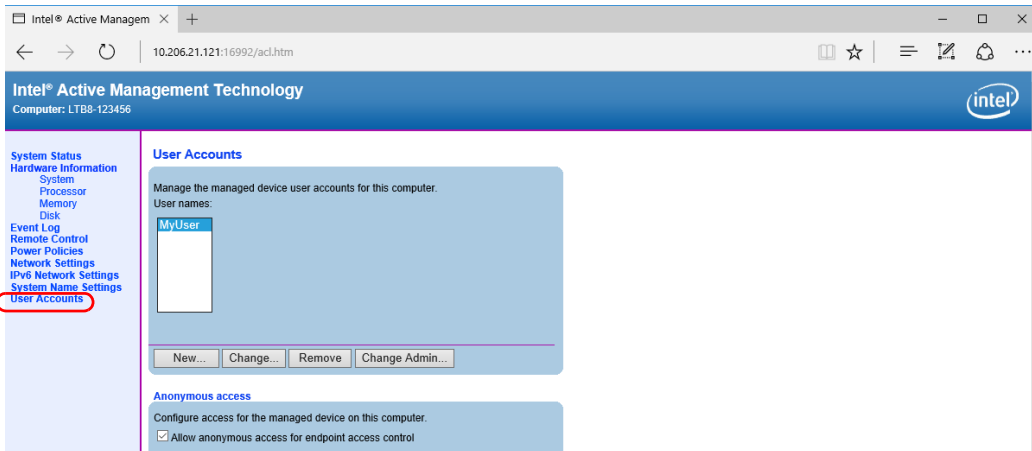 Intel® Active Managem
10.206.21.121:16992/acl.htm
Intel® Active Management Technology
Computer: LTB8-123456
intel
System Status
Hardware Information
System
Processor
Memory
Disk
Event Log
Remote Control
Power Policies
Network Settings
IPv6 Network Settings
System Name Settings
User Accounts
User Accounts
Manage the managed device user accounts for this computer.
User names:
MyUser
New... Change... Remove Change Admin...
Anonymous access
Configure access for the managed device on this computer.
Allow anonymous access for endpoint access control